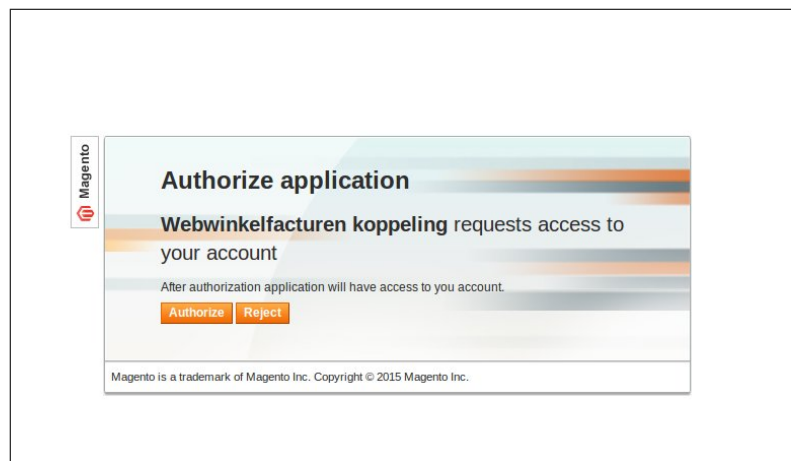 Magento
Authorize application
Webwinkelfacturen koppeling requests access to
your account
After authorization application will have access to you account.
Authorize Reject
Magento is a trademark of Magento Inc. Copyright © 2015 Magento Inc.